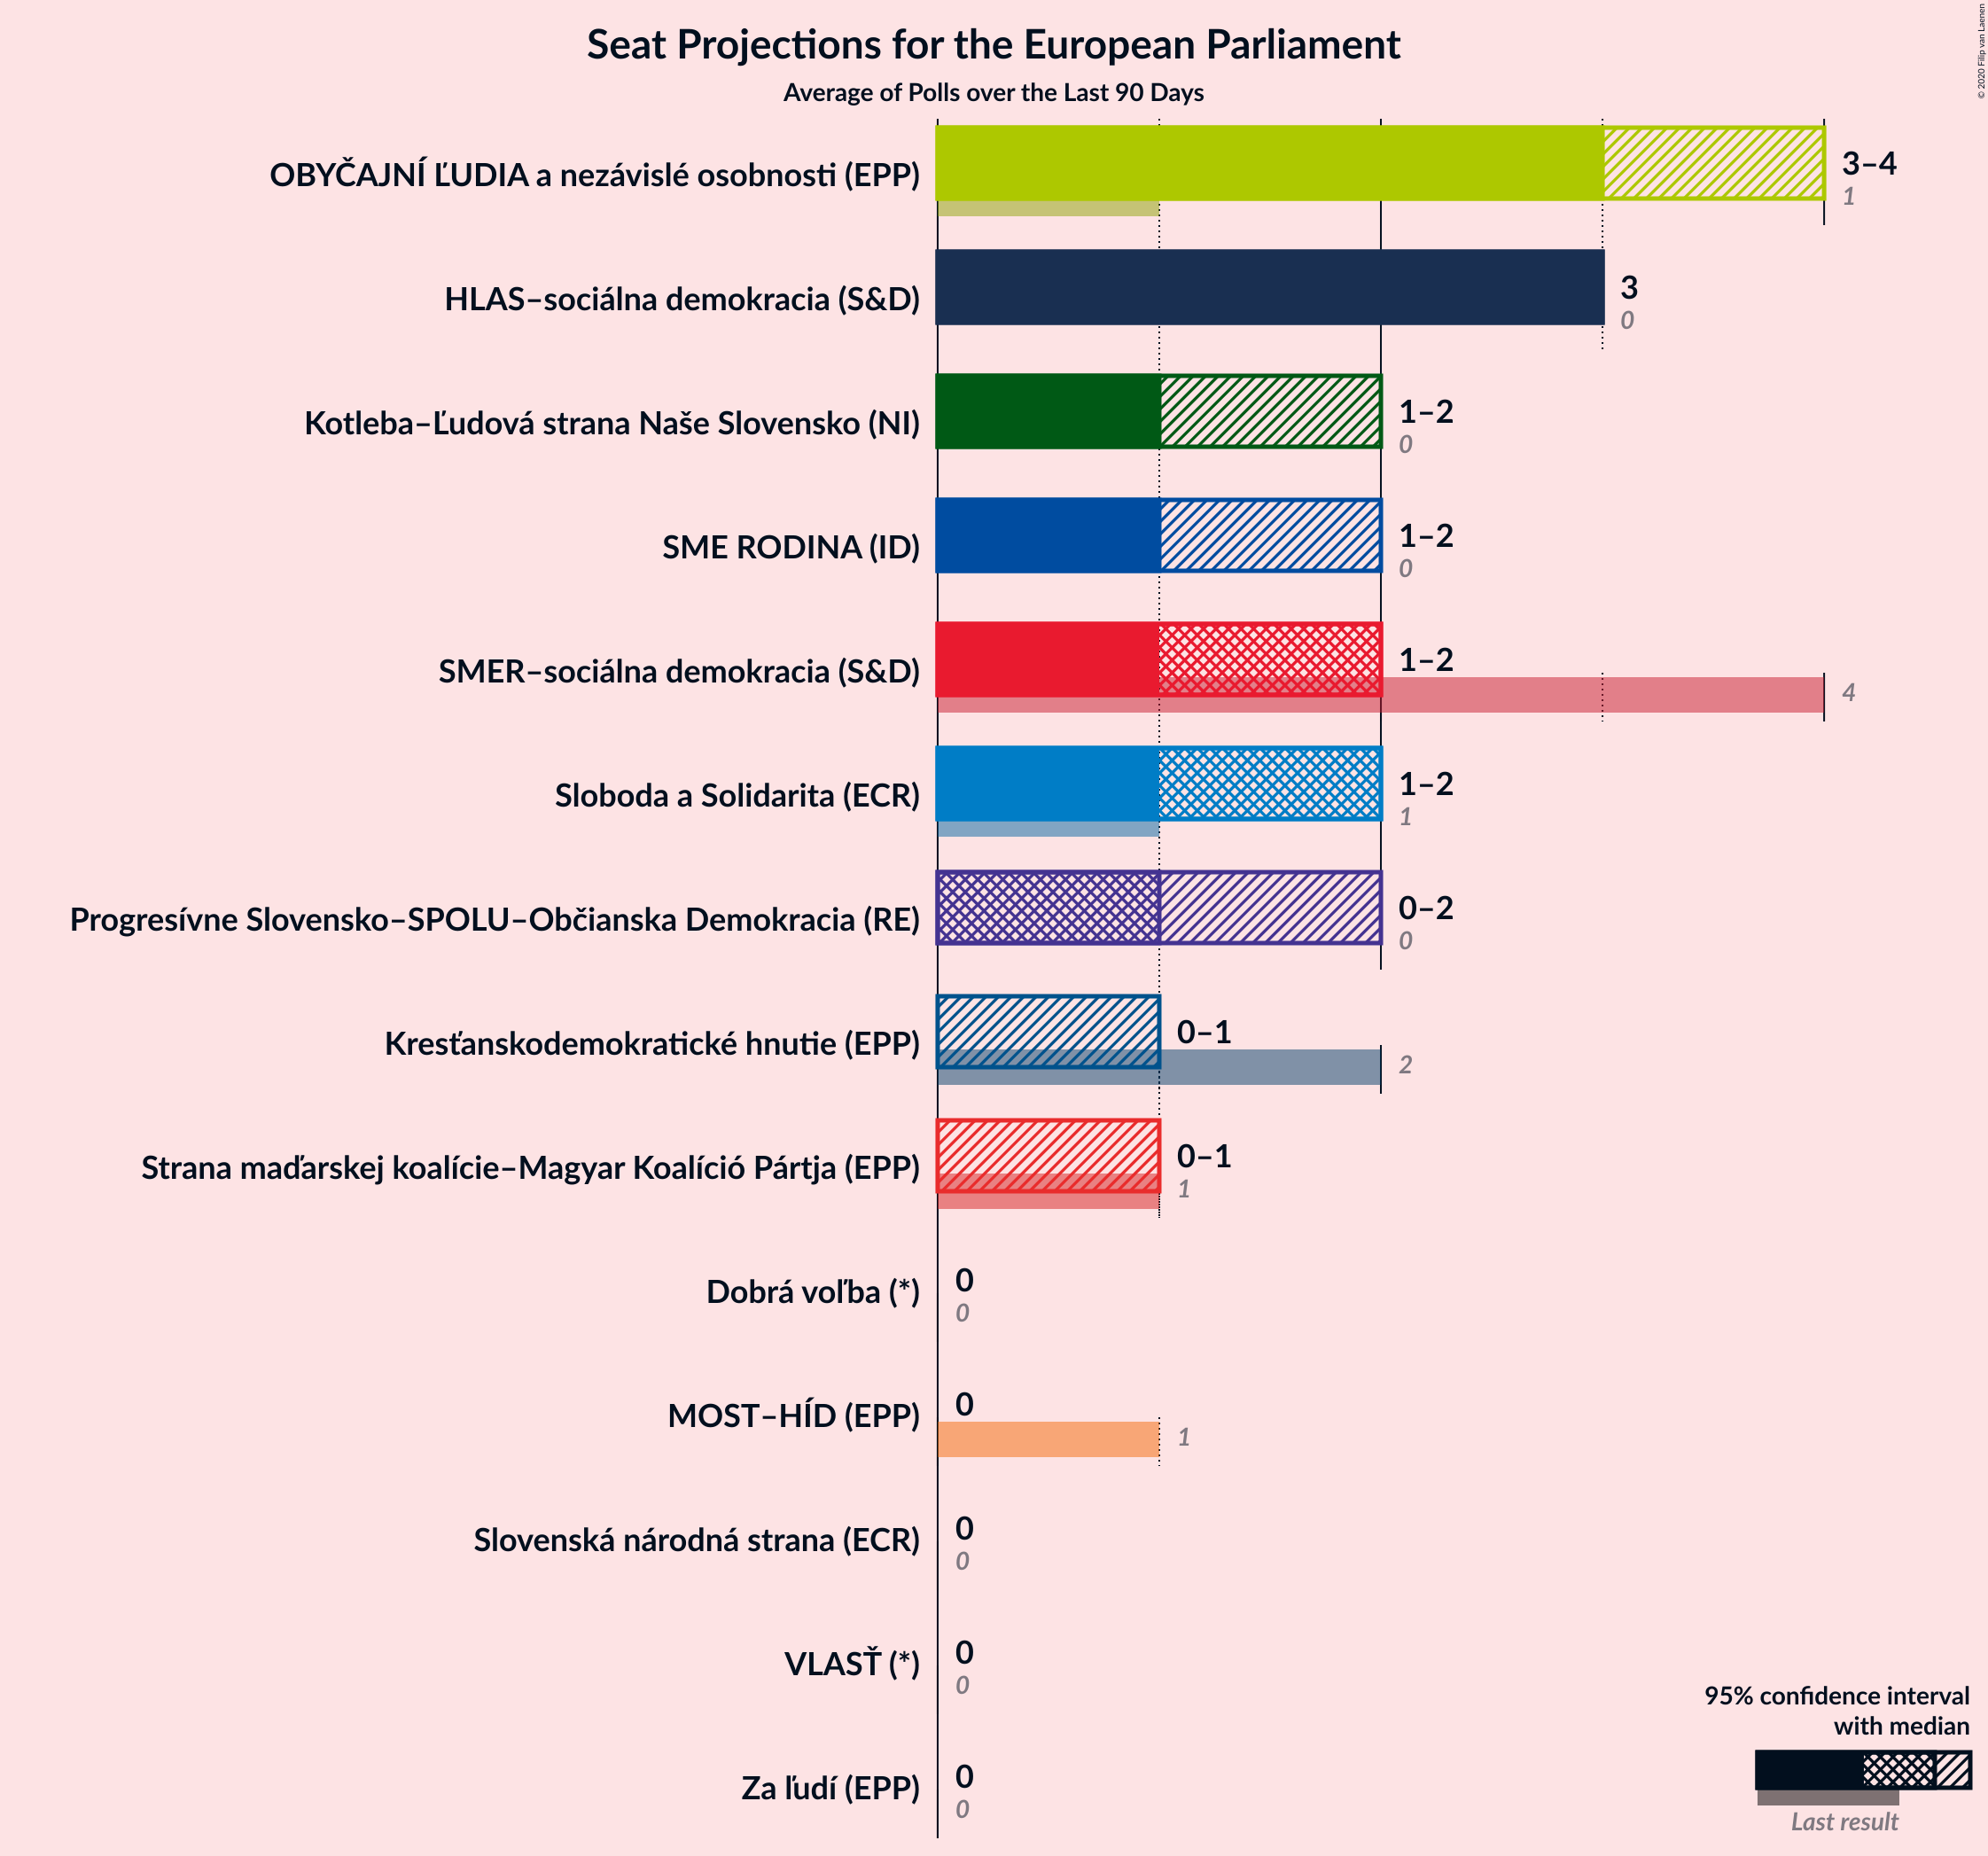 Seat Projections for the European Parliament
Average of Polls over the Last 90 Days
© 2020 Filip van Laenen
OBYČAJNÍ ĽUDIA a nezávislé osobnosti (EPP)
3–4
1
HLAS–sociálna demokracia (S&D)
3
0
Kotleba–Ľudová strana Naše Slovensko (NI)
1–2
0
SME RODINA (ID)
1–2
0
SMER–sociálna demokracia (S&D)
1–2
4
Sloboda a Solidarita (ECR)
1–2
1
Progresívne Slovensko–SPOLU–Občianska Demokracia (RE)
0–2
0
Kresťanskodemokratické hnutie (EPP)
0–1
2
Strana maďarskej koalície–Magyar Koalíció Pártja (EPP)
0–1
1
Dobrá voľba (*)
0
0
MOST–HÍD (EPP)
0
1
Slovenská národná strana (ECR)
0
0
VLASŤ (*)
0
0
Za ľudí (EPP)
0
0
95% confidence interval
with median
Last result